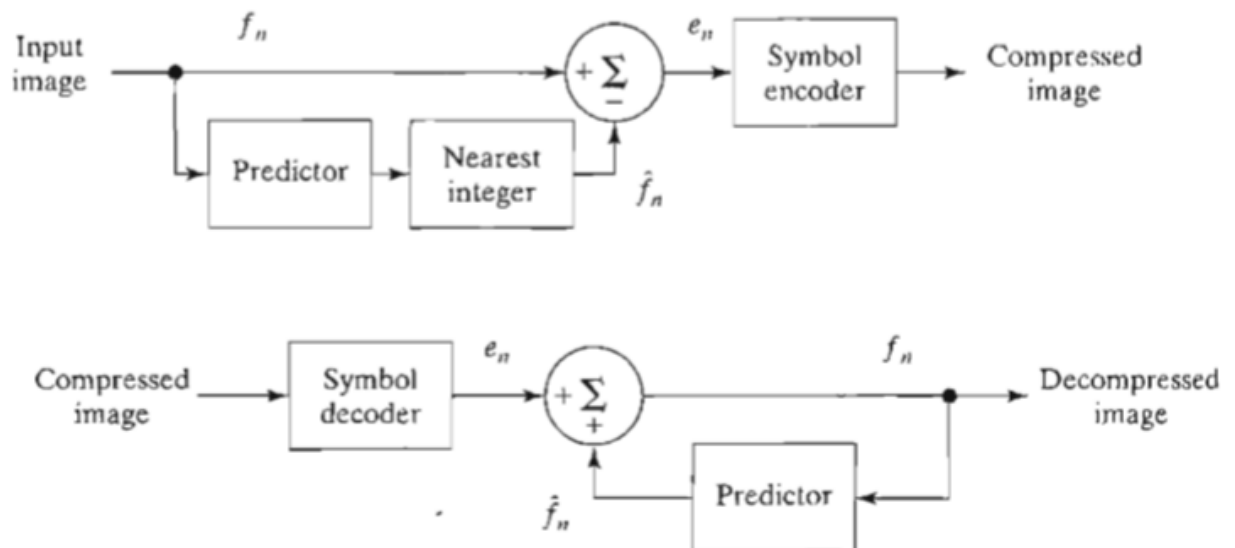 Input
image
f_n
Predictor
Nearest
integer
+ Σ
−
f̂_n
e_n
Symbol
encoder
Compressed
image
Compressed
image
Symbol
decoder
e_n
+ Σ
+
f̂_n
Predictor
f_n
Decompressed
image